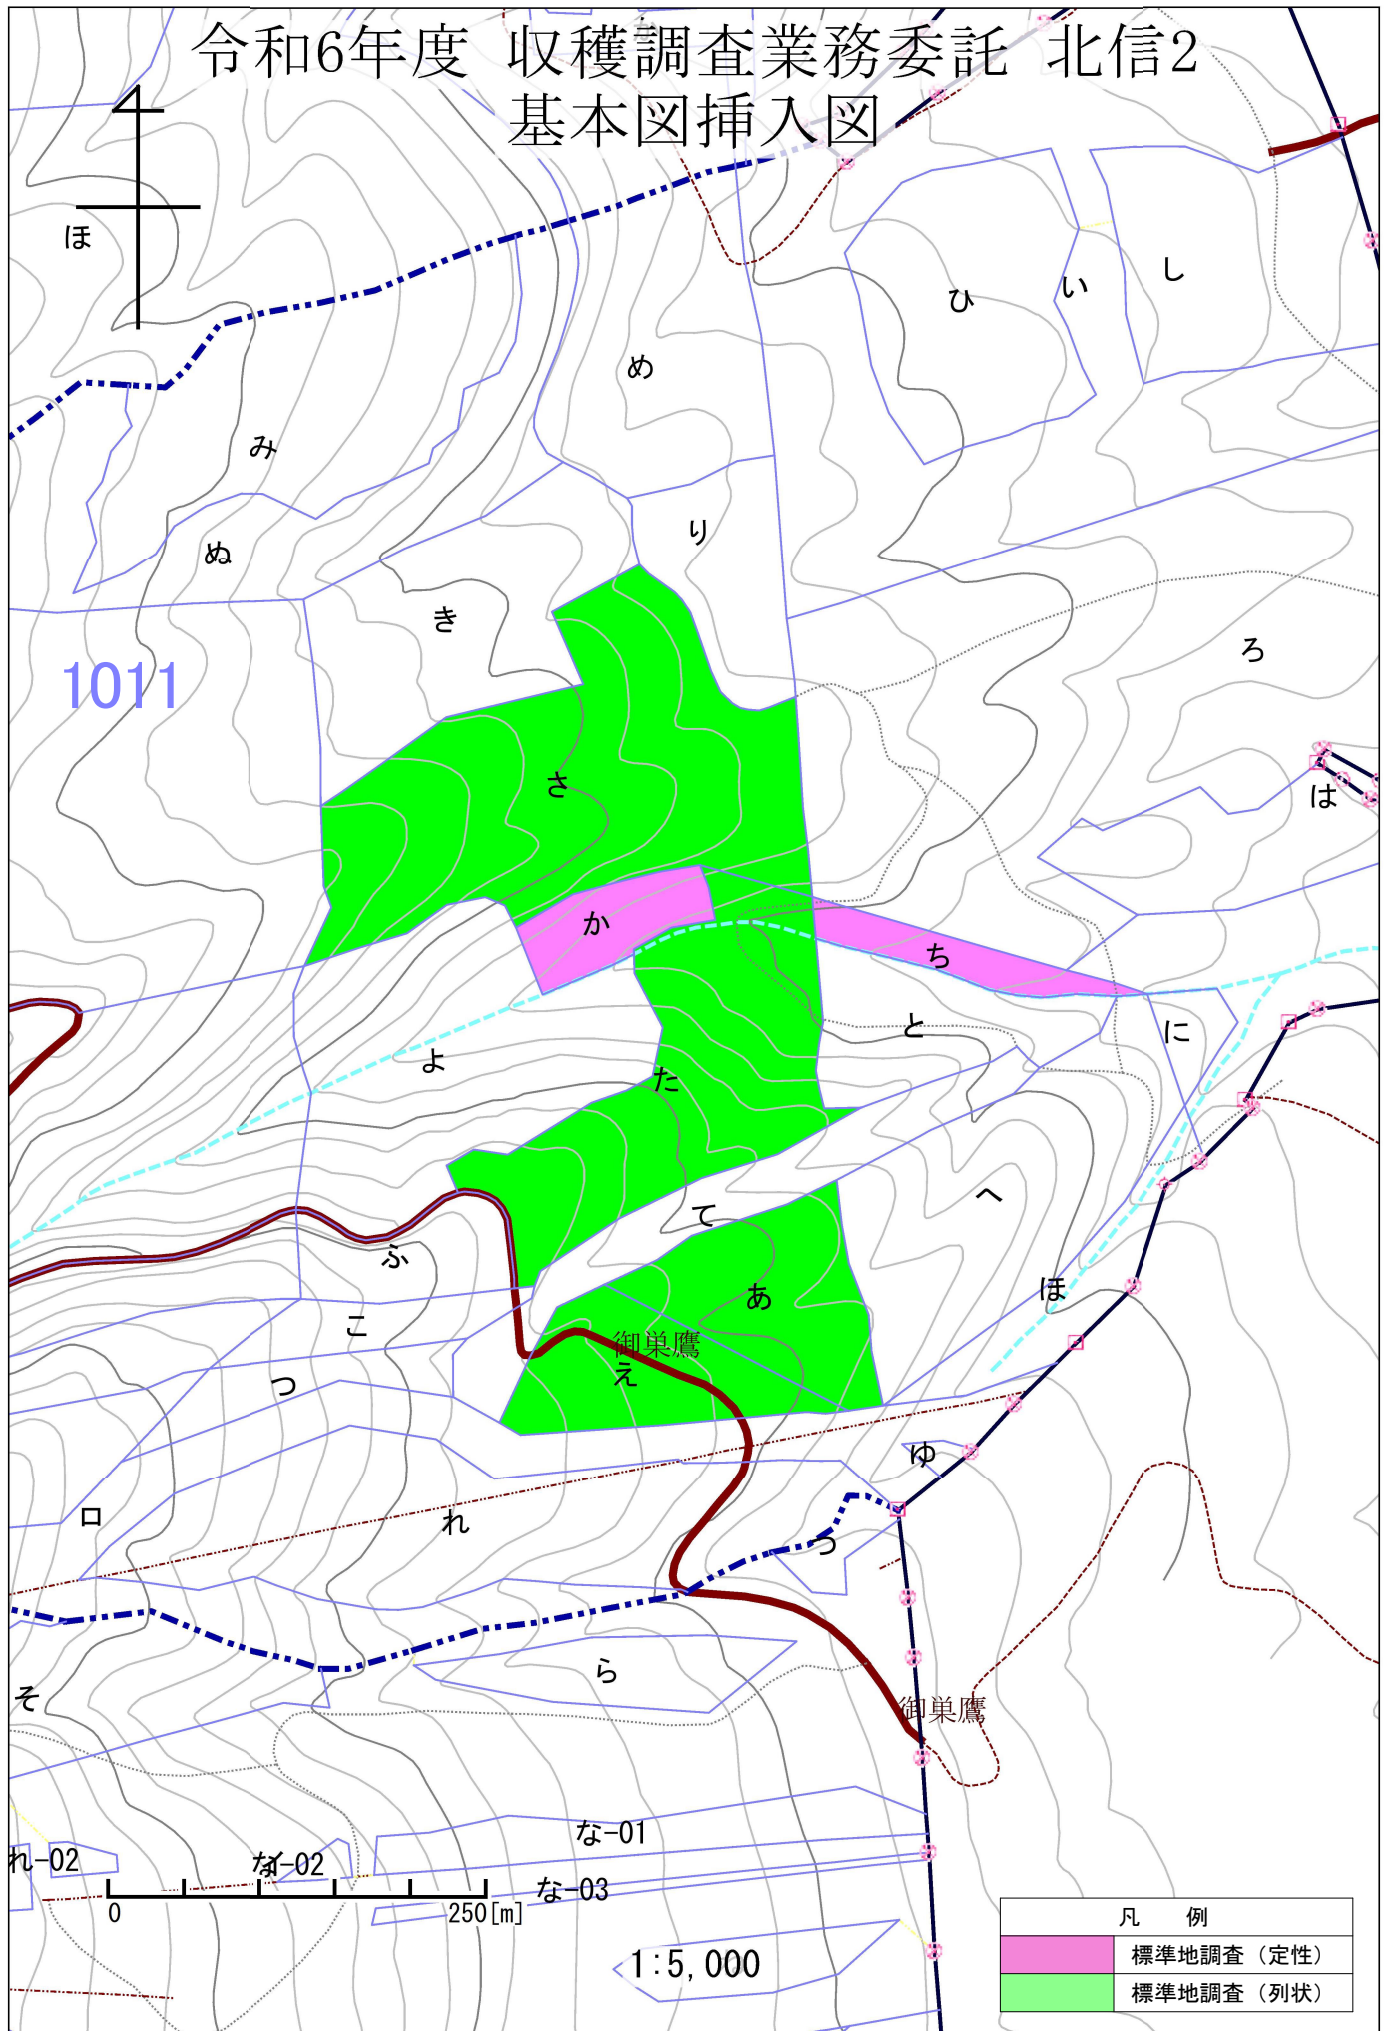 令和6年度 収穫調査業務委託 北信2
基本図挿入図
ほ
ひ
い
し
め
み
り
ぬ
き
ろ
1011
さ
は
か
ち
と
に
よ
た
へ
て
ふ
あ
ほ
こ
御巣鷹
え
つ
ゆ
ロ
れ
つ
ら
そ
御巣鷹
な-01
れ-02
-02
な-03
0
250[m]
1:5,000
凡 例
標準地調査（定性）
標準地調査（列状）